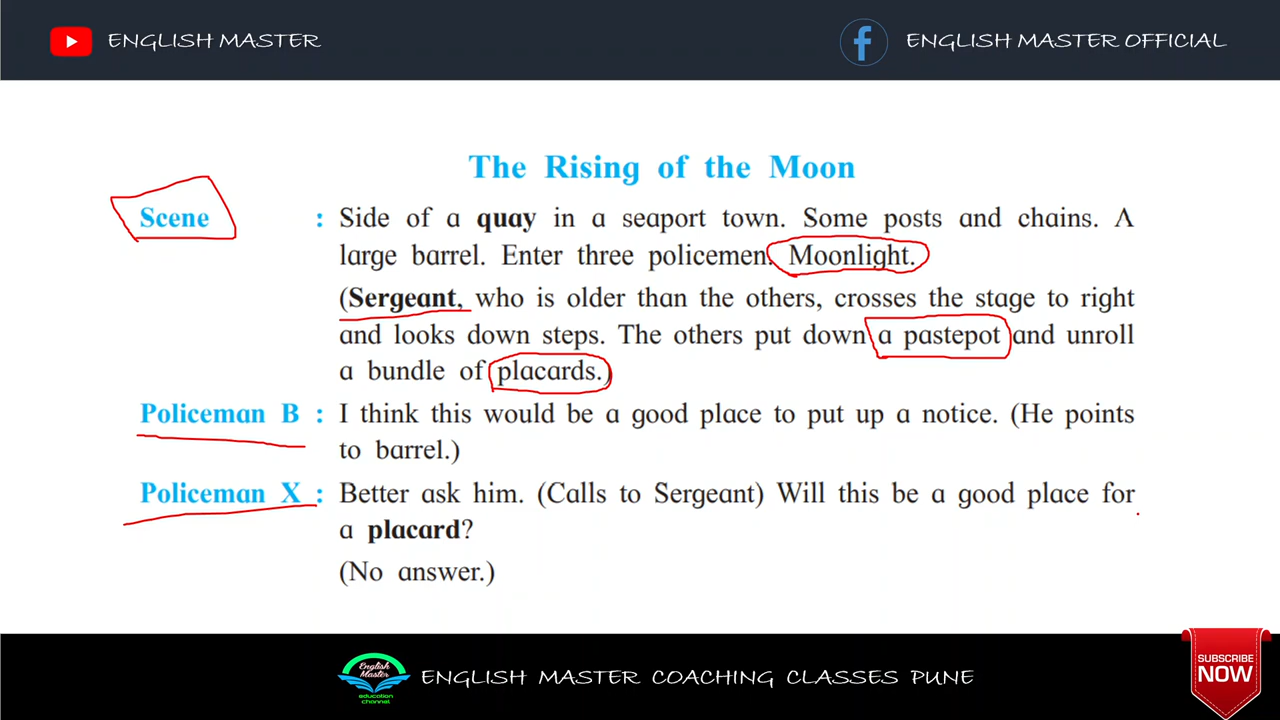 ENGLISH MASTER
ENGLISH MASTER OFFICIAL
The Rising of the Moon
Scene : Side of a quay in a seaport town. Some posts and chains. A
large barrel. Enter three policemen. Moonlight.
(Sergeant, who is older than the others, crosses the stage to right
and looks down steps. The others put down a pastepot and unroll
a bundle of placards.)
Policeman B : I think this would be a good place to put up a notice. (He points
to barrel.)
Policeman X : Better ask him. (Calls to Sergeant) Will this be a good place for
a placard?
(No answer.)
English
Master
education
channel
ENGLISH MASTER COACHING CLASSES PUNE
SUBSCRIBE
NOW